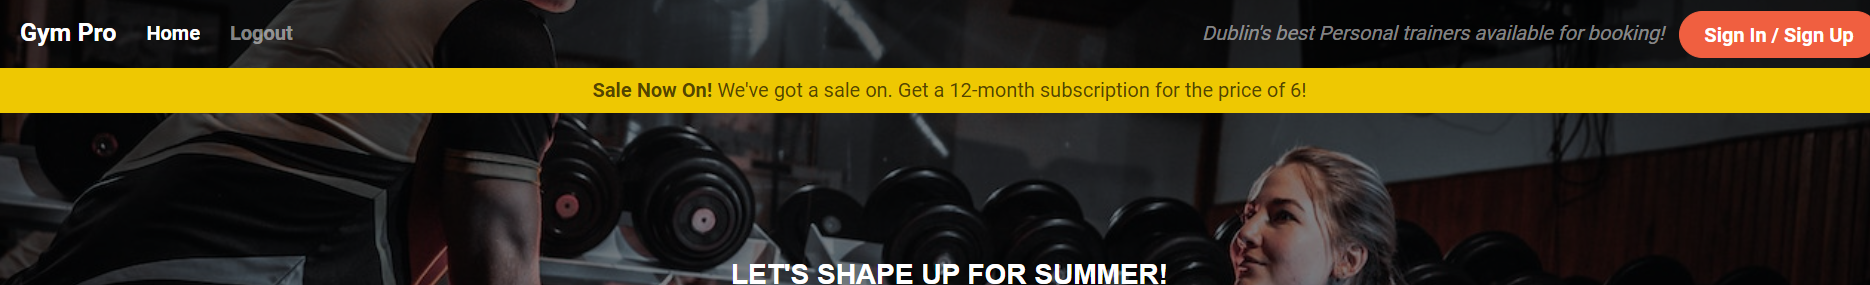 Gym Pro Home Logout Dublin's best Personal trainers available for booking! Sign In / Sign Up
Sale Now On! We've got a sale on. Get a 12-month subscription for the price of 6!
LET'S SHAPE UP FOR SUMMER!